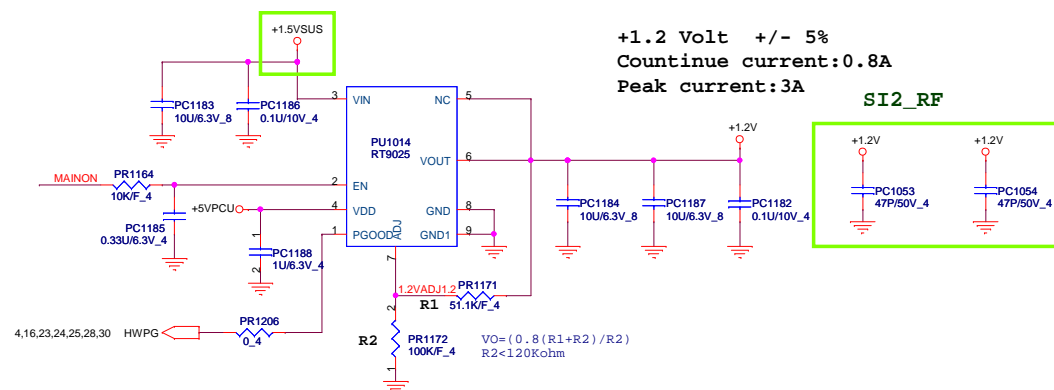 +1.2 Volt +/- 5%
Countinue current:0.8A
Peak current:3A
SI2_RF
+1.5VSUS
PC1183
10U/6.3V_8
PC1186
0.1U/10V_4
3
VIN
NC
5
PU1014
RT9025
VOUT
6
+1.2V
+1.2V
+1.2V
PC1053
47P/50V_4
PC1054
47P/50V_4
MAINON
PR1164
10K/F_4
2
EN
PC1185
0.33U/6.3V_4
+5VPCU
4
VDD
GND
8
1
PGOOD
ADJ
GND1
9
PC1184
10U/6.3V_8
PC1187
10U/6.3V_8
PC1182
0.1U/10V_4
1
PC1188
1U/6.3V_4
2
7
1.2VADJ1.2
R1
PR1171
51.1K/F_4
4,16,23,24,25,28,30
HWPG
PR1206
0_4
R2
2
PR1172
100K/F_4
1
VO=(0.8(R1+R2)/R2)
R2<120Kohm